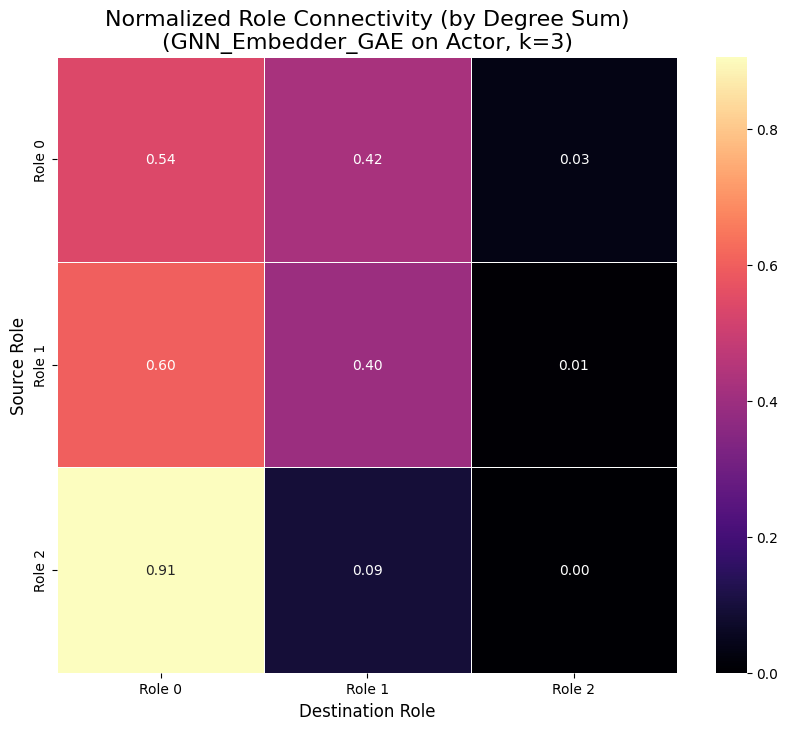 Normalized Role Connectivity (by Degree Sum)
(GNN_Embedder_GAE on Actor, k=3)
Source Role
Role 0
0.54 0.42 0.03
Role 1
0.60 0.40 0.01
Role 2
0.91 0.09 0.00
Role 0 Role 1 Role 2
Destination Role
0.8
0.6
0.4
0.2
0.0